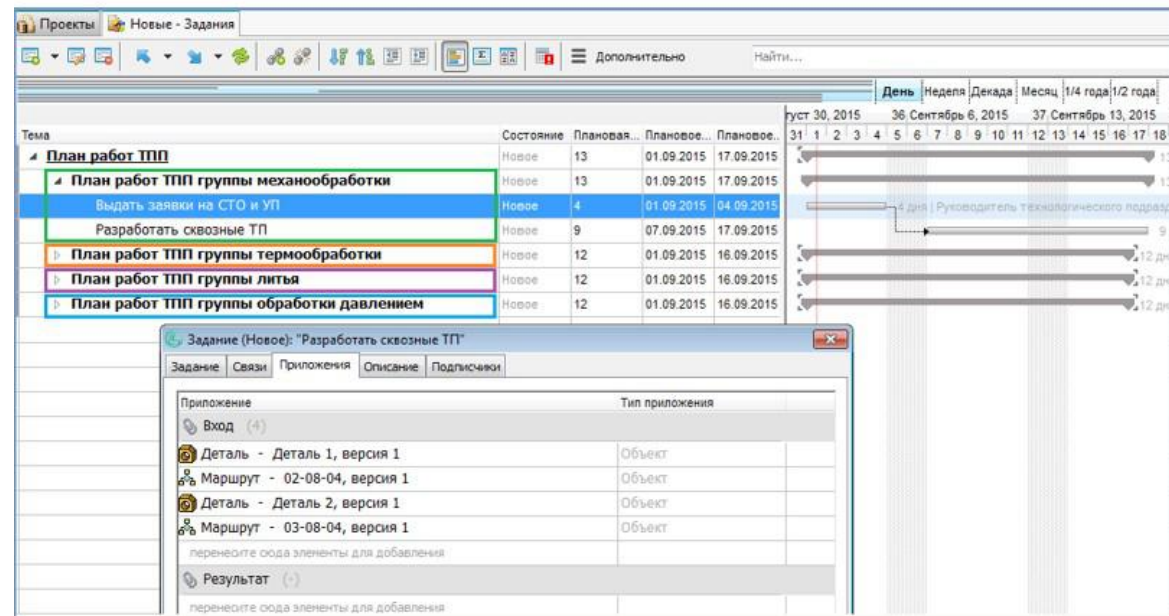 Проекты Новые - Задания
Дополнительно Найти...
День Неделя Декада Месяц 1/4 года 1/2 года
густ 30, 2015 36 Сентябрь 6, 2015 37 Сентябрь 13, 2015
Тема Состояние Плановая... Плановое... Плановое.. 31 1 2 3 4 5 6 7 8 9 10 11 12 13 14 15 16 17 18
План работ ТПП Новое 13 01.09.2015 17.09.2015 13
План работ ТПП группы механообработки Новое 13 01.09.2015 17.09.2015 13
Выдать заявки на СТО и УП Новое 4 01.09.2015 04.09.2015 4 дня | Руководитель технологического подразд
Разработать сквозные ТП Новое 9 07.09.2015 17.09.2015 9
План работ ТПП группы термообработки Новое 12 01.09.2015 16.09.2015 12 дн
План работ ТПП группы литья Новое 12 01.09.2015 16.09.2015 12 дн
План работ ТПП группы обработки давлением Новое 12 01.09.2015 16.09.2015 12 дн
Задание (Новое): "Разработать сквозные ТП"
Задание Связи Приложения Описание Подписчики
Приложение Тип приложения
Вход (4)
Деталь - Деталь 1, версия 1 Объект
Маршрут - 02-08-04, версия 1 Объект
Деталь - Деталь 2, версия 1 Объект
Маршрут - 03-08-04, версия 1 Объект
перенесите сюда элементы для добавления
Результат (-)
перенесите сюда элементы для добавления